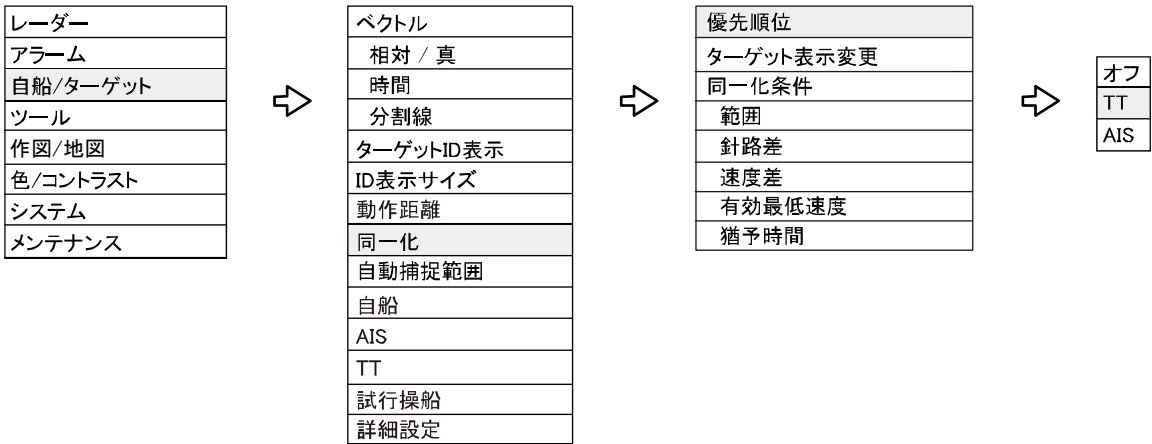 レーダー
アラーム
自船/ターゲット
ツール
作図/地図
色/コントラスト
システム
メンテナンス
ベクトル
相対 / 真
時間
分割線
ターゲットID表示
ID表示サイズ
動作距離
同一化
自動捕捉範囲
自船
AIS
TT
試行操船
詳細設定
優先順位
ターゲット表示変更
同一化条件
範囲
針路差
速度差
有効最低速度
猶予時間
オフ
TT
AIS